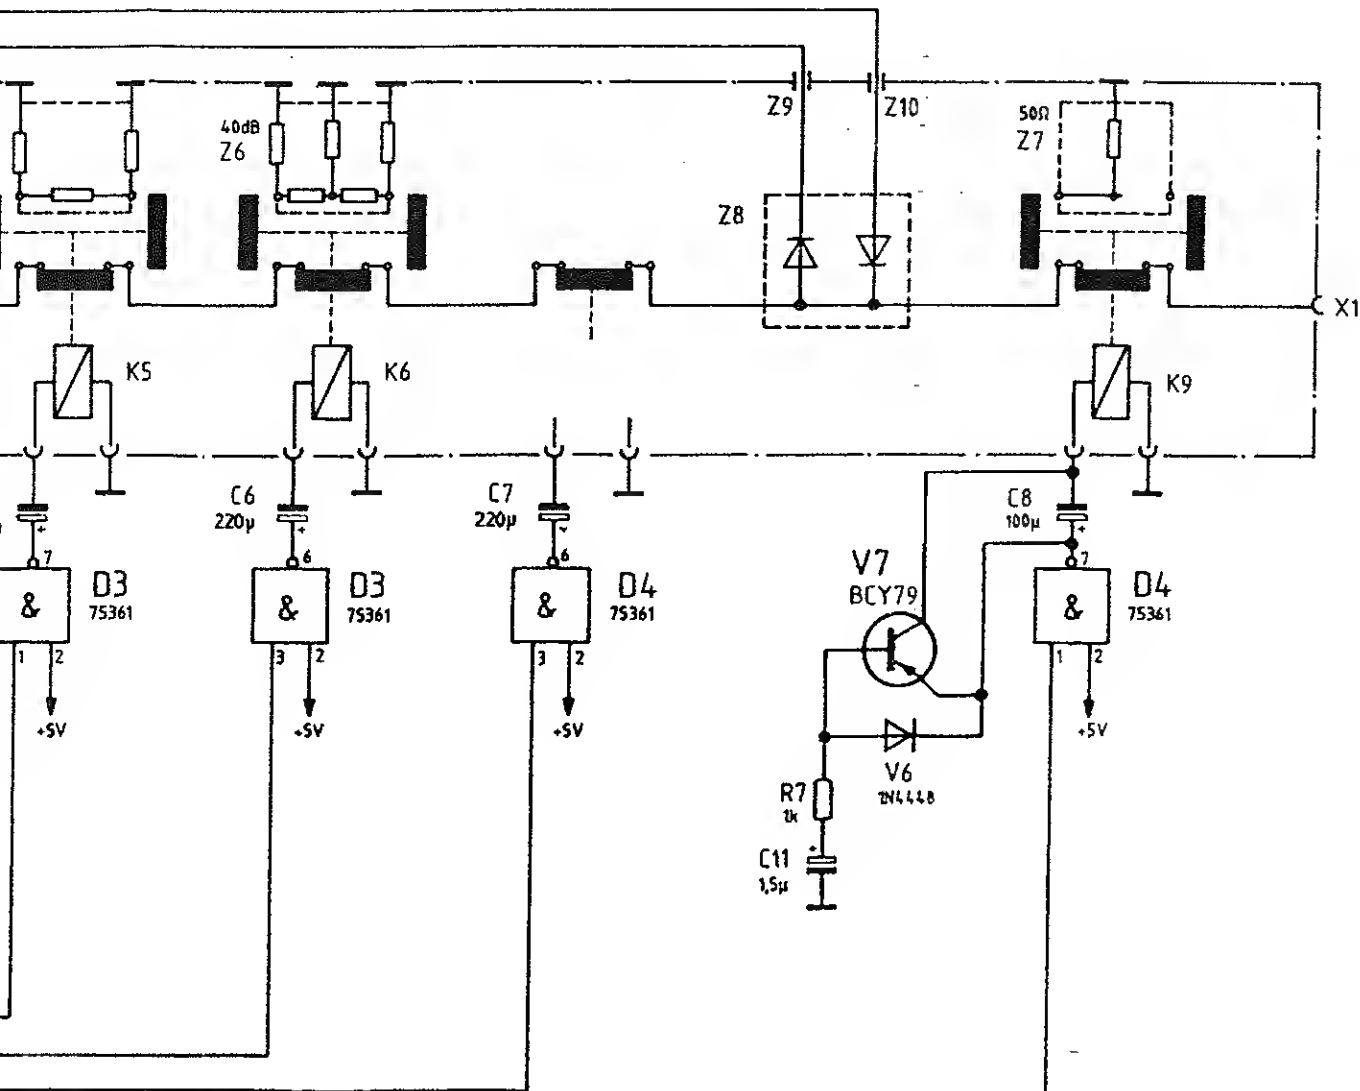 Z9
Z10
40dB
Z6
50Ω
Z7
Z8
X1
K5
K6
K9
C6
220µ
C7
220µ
C8
100µ
+
+
+
7
6
6
7
&
D3
75361
&
D3
75361
&
D4
75361
V7
BCY79
&
D4
75361
1
2
3
2
3
2
1
2
+5V
+5V
+5V
+5V
V6
1N4448
R7
1k
+
C11
1,5µ